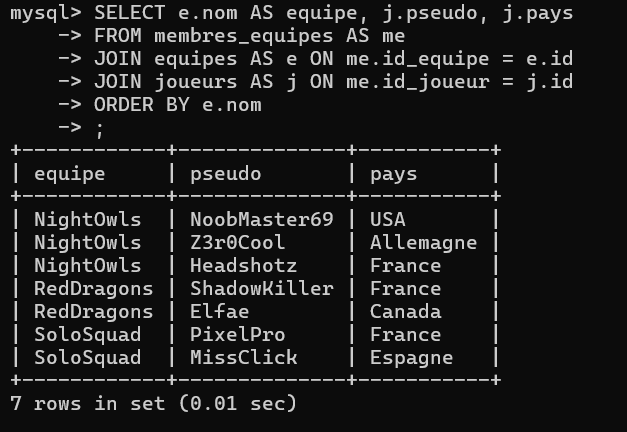 mysql> SELECT e.nom AS equipe, j.pseudo, j.pays
    -> FROM membres_equipes AS me
    -> JOIN equipes AS e ON me.id_equipe = e.id
    -> JOIN joueurs AS j ON me.id_joueur = j.id
    -> ORDER BY e.nom
    -> ;
+------------+--------------+-----------+
| equipe     | pseudo       | pays      |
+------------+--------------+-----------+
| NightOwls  | NoobMaster69 | USA       |
| NightOwls  | Z3r0Cool     | Allemagne |
| NightOwls  | Headshotz    | France    |
| RedDragons | ShadowKiller | France    |
| RedDragons | Elfae        | Canada    |
| SoloSquad  | PixelPro     | France    |
| SoloSquad  | MissClick    | Espagne   |
+------------+--------------+-----------+
7 rows in set (0.01 sec)